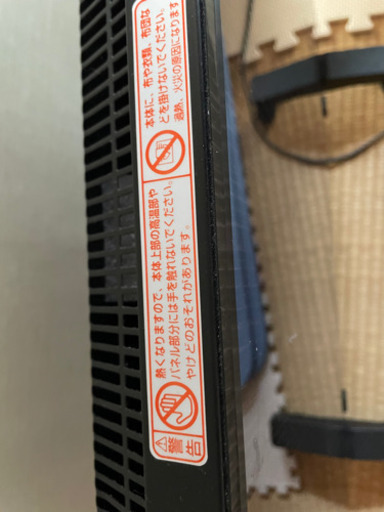 警告
熱くなりますので、本体上部の高温部や
パネル部分には手を触れないでください。
やけどのおそれがあります。
本体に、布や衣類、布団な
どを掛けないでください。
過熱、火災の原因になります